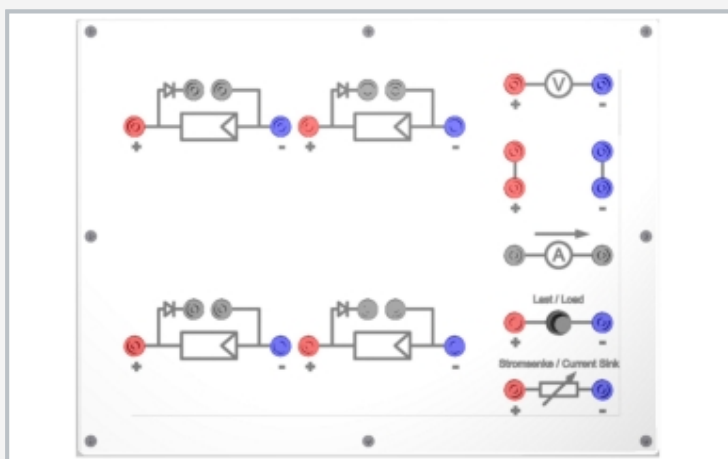 + - + -
V
+ -
+ -
A
Last / Load
+ -
Stromsenke / Current Sink
+ -
+ - + -